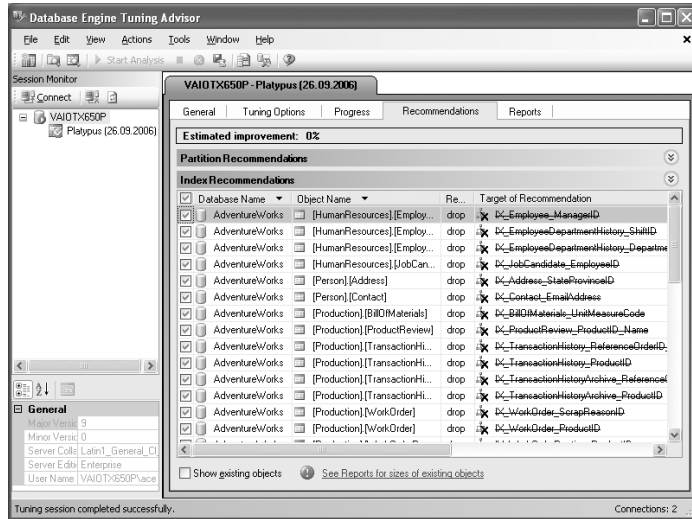 Database Engine Tuning Advisor
File Edit View Actions Tools Window Help
Start Analysis
Session Monitor
Connect
VAIOTX650P
Platypus (26.09.2006)
General
Major Versic 9
Minor Versic 0
Server Colla Latin1_General_CI_
Server Editi Enterprise
User Name VAIOTX650P\ace
VAIOTX650P - Platypus (26.09.2006)
General Tuning Options Progress Recommendations Reports
Estimated improvement: 0%
Partition Recommendations
Index Recommendations
Database Name Object Name Re... Target of Recommendation
AdventureWorks [HumanResources].[Employ... drop IX_Employee_ManagerID
AdventureWorks [HumanResources].[Employ... drop IX_EmployeeDepartmentHistory_ShiftID
AdventureWorks [HumanResources].[Employ... drop IX_EmployeeDepartmentHistory_Departme
AdventureWorks [HumanResources].[JobCan... drop IX_JobCandidate_EmployeeID
AdventureWorks [Person].[Address] drop IX_Address_StateProvinceID
AdventureWorks [Person].[Contact] drop IX_Contact_EmailAddress
AdventureWorks [Production].[BillOfMaterials] drop IX_BillOfMaterials_UnitMeasureCode
AdventureWorks [Production].[ProductReview] drop IX_ProductReview_ProductID_Name
AdventureWorks [Production].[TransactionHi... drop IX_TransactionHistory_ReferenceOrderID_
AdventureWorks [Production].[TransactionHi... drop IX_TransactionHistory_ProductID
AdventureWorks [Production].[TransactionHi... drop IX_TransactionHistoryArchive_Reference
AdventureWorks [Production].[TransactionHi... drop IX_TransactionHistoryArchive_ProductID
AdventureWorks [Production].[WorkOrder] drop IX_WorkOrder_ScrapReasonID
AdventureWorks [Production].[WorkOrder] drop IX_WorkOrder_ProductID
Show existing objects See Reports for sizes of existing objects
Tuning session completed successfully. Connections: 2